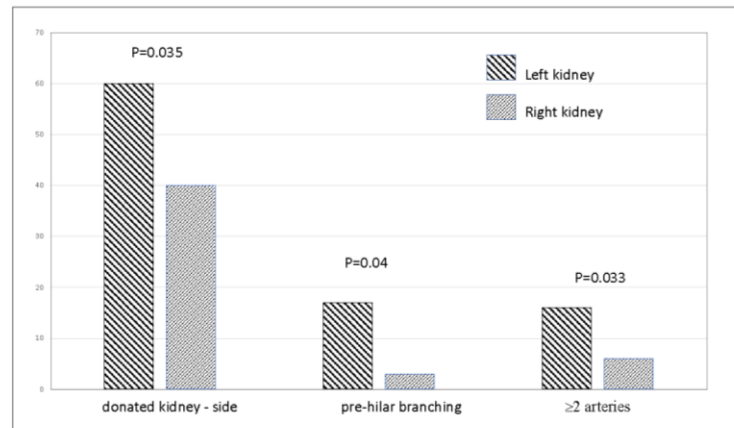 70
P=0.035
Left kidney
60
Right kidney
50
40
30
P=0.04
P=0.033
20
10
0
donated kidney - side
pre-hilar branching
≥2 arteries